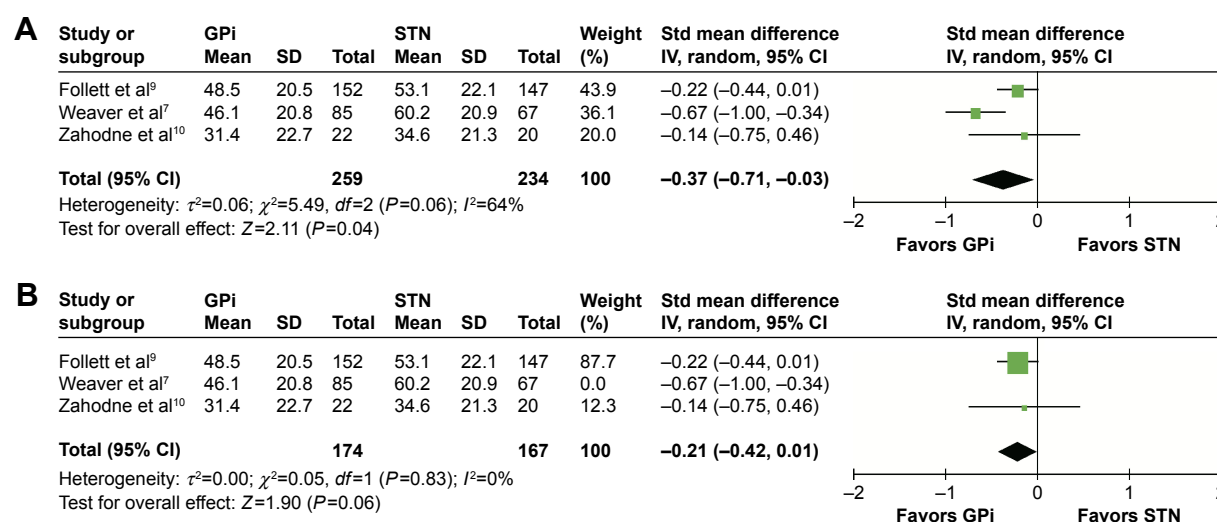 A
Study or GPi STN Weight Std mean difference Std mean difference
subgroup Mean SD Total Mean SD Total (%) IV, random, 95% CI IV, random, 95% CI
Follett et al⁹ 48.5 20.5 152 53.1 22.1 147 43.9 –0.22 (–0.44, 0.01)
Weaver et al⁷ 46.1 20.8 85 60.2 20.9 67 36.1 –0.67 (–1.00, –0.34)
Zahodne et al¹⁰ 31.4 22.7 22 34.6 21.3 20 20.0 –0.14 (–0.75, 0.46)
Total (95% CI) 259 234 100 –0.37 (–0.71, –0.03)
Heterogeneity: τ²=0.06; χ²=5.49, df=2 (P=0.06); I²=64%
Test for overall effect: Z=2.11 (P=0.04)
–2 –1 0 1 2
Favors GPi Favors STN
B
Study or GPi STN Weight Std mean difference Std mean difference
subgroup Mean SD Total Mean SD Total (%) IV, random, 95% CI IV, random, 95% CI
Follett et al⁹ 48.5 20.5 152 53.1 22.1 147 87.7 –0.22 (–0.44, 0.01)
Weaver et al⁷ 46.1 20.8 85 60.2 20.9 67 0.0 –0.67 (–1.00, –0.34)
Zahodne et al¹⁰ 31.4 22.7 22 34.6 21.3 20 12.3 –0.14 (–0.75, 0.46)
Total (95% CI) 174 167 100 –0.21 (–0.42, 0.01)
Heterogeneity: τ²=0.00; χ²=0.05, df=1 (P=0.83); I²=0%
Test for overall effect: Z=1.90 (P=0.06)
–2 –1 0 1 2
Favors GPi Favors STN